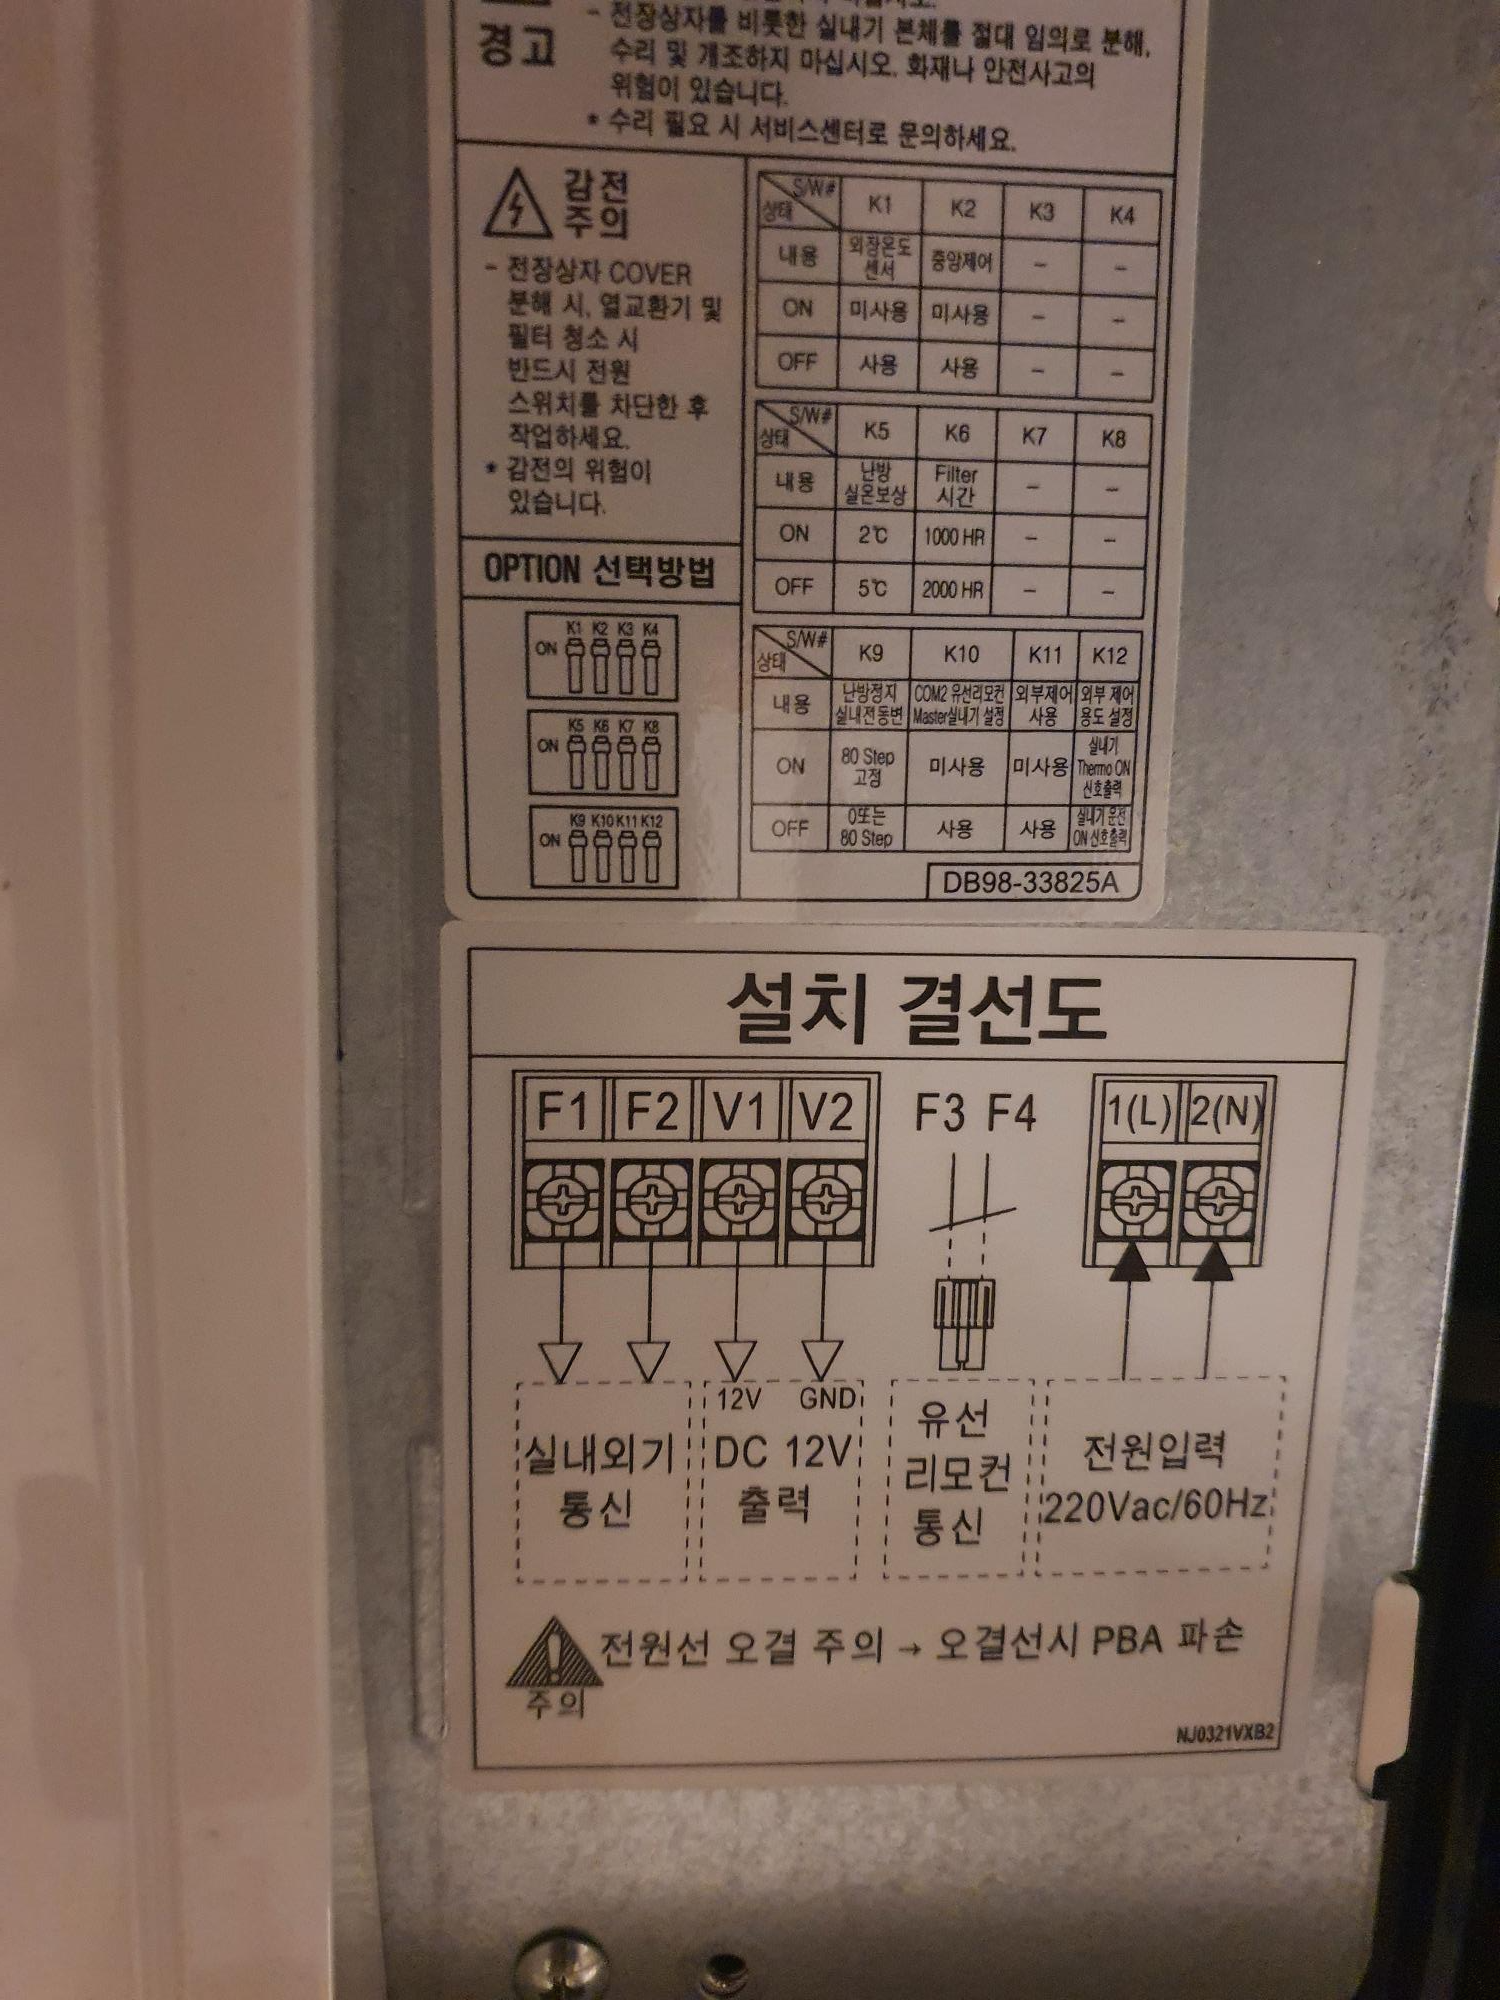 - 전장상자를 비롯한 실내기 본체를 절대 임의로 분해,
경고
수리 및 개조하지 마십시오. 화재나 안전사고의
위험이 있습니다.
* 수리 필요 시 서비스센터로 문의하세요.
감전
주의
- 전장상자 COVER
분해 시, 열교환기 및
필터 청소 시
반드시 전원
스위치를 차단한 후
작업하세요.
* 감전의 위험이
있습니다.
OPTION 선택방법
K1 K2 K3 K4
ON
K5 K6 K7 K8
ON
K9 K10 K11 K12
ON
S/W# 상태 K1 K2 K3 K4
내용 외장온도 센서 중앙제어 - -
ON 미사용 미사용 - -
OFF 사용 사용 - -
S/W# 상태 K5 K6 K7 K8
내용 난방 실온보상 Filter 시간 - -
ON 2℃ 1000 HR - -
OFF 5℃ 2000 HR - -
S/W# 상태 K9 K10 K11 K12
내용 난방정지 실내전동변 COM2 유선리모컨 Master실내기 설정 외부제어 사용 외부 제어 용도 설정
ON 80 Step 고정 미사용 미사용 실내기 Thermo ON 신호출력
OFF 0또는 80 Step 사용 사용 실내기 운전 ON 신호출력
DB98-33825A
설치 결선도
F1 F2 V1 V2 F3 F4 1(L) 2(N)
12V GND
실내외기
통신
DC 12V
출력
유선
리모컨
통신
전원입력
220Vac/60Hz
전원선 오결 주의 → 오결선시 PBA 파손
주의
NJ0321VXB2